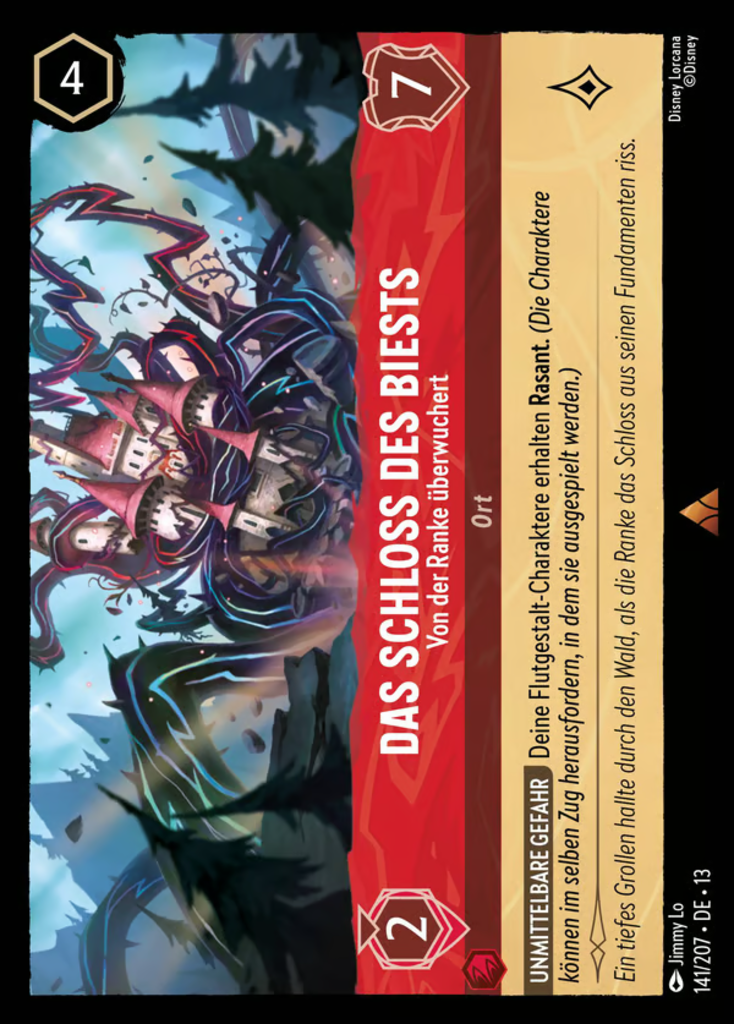 4
2
DAS SCHLOSS DES BIESTS
Von der Ranke überwuchert
7
Ort
UNMITTELBARE GEFAHR Deine Flutgestalt-Charaktere erhalten Rasant. (Die Charaktere
können im selben Zug herausfordern, in dem sie ausgespielt werden.)
Ein tiefes Grollen hallte durch den Wald, als die Ranke das Schloss aus seinen Fundamenten riss.
Jimmy Lo
141/207 • DE • 13
Disney Lorcana
©Disney